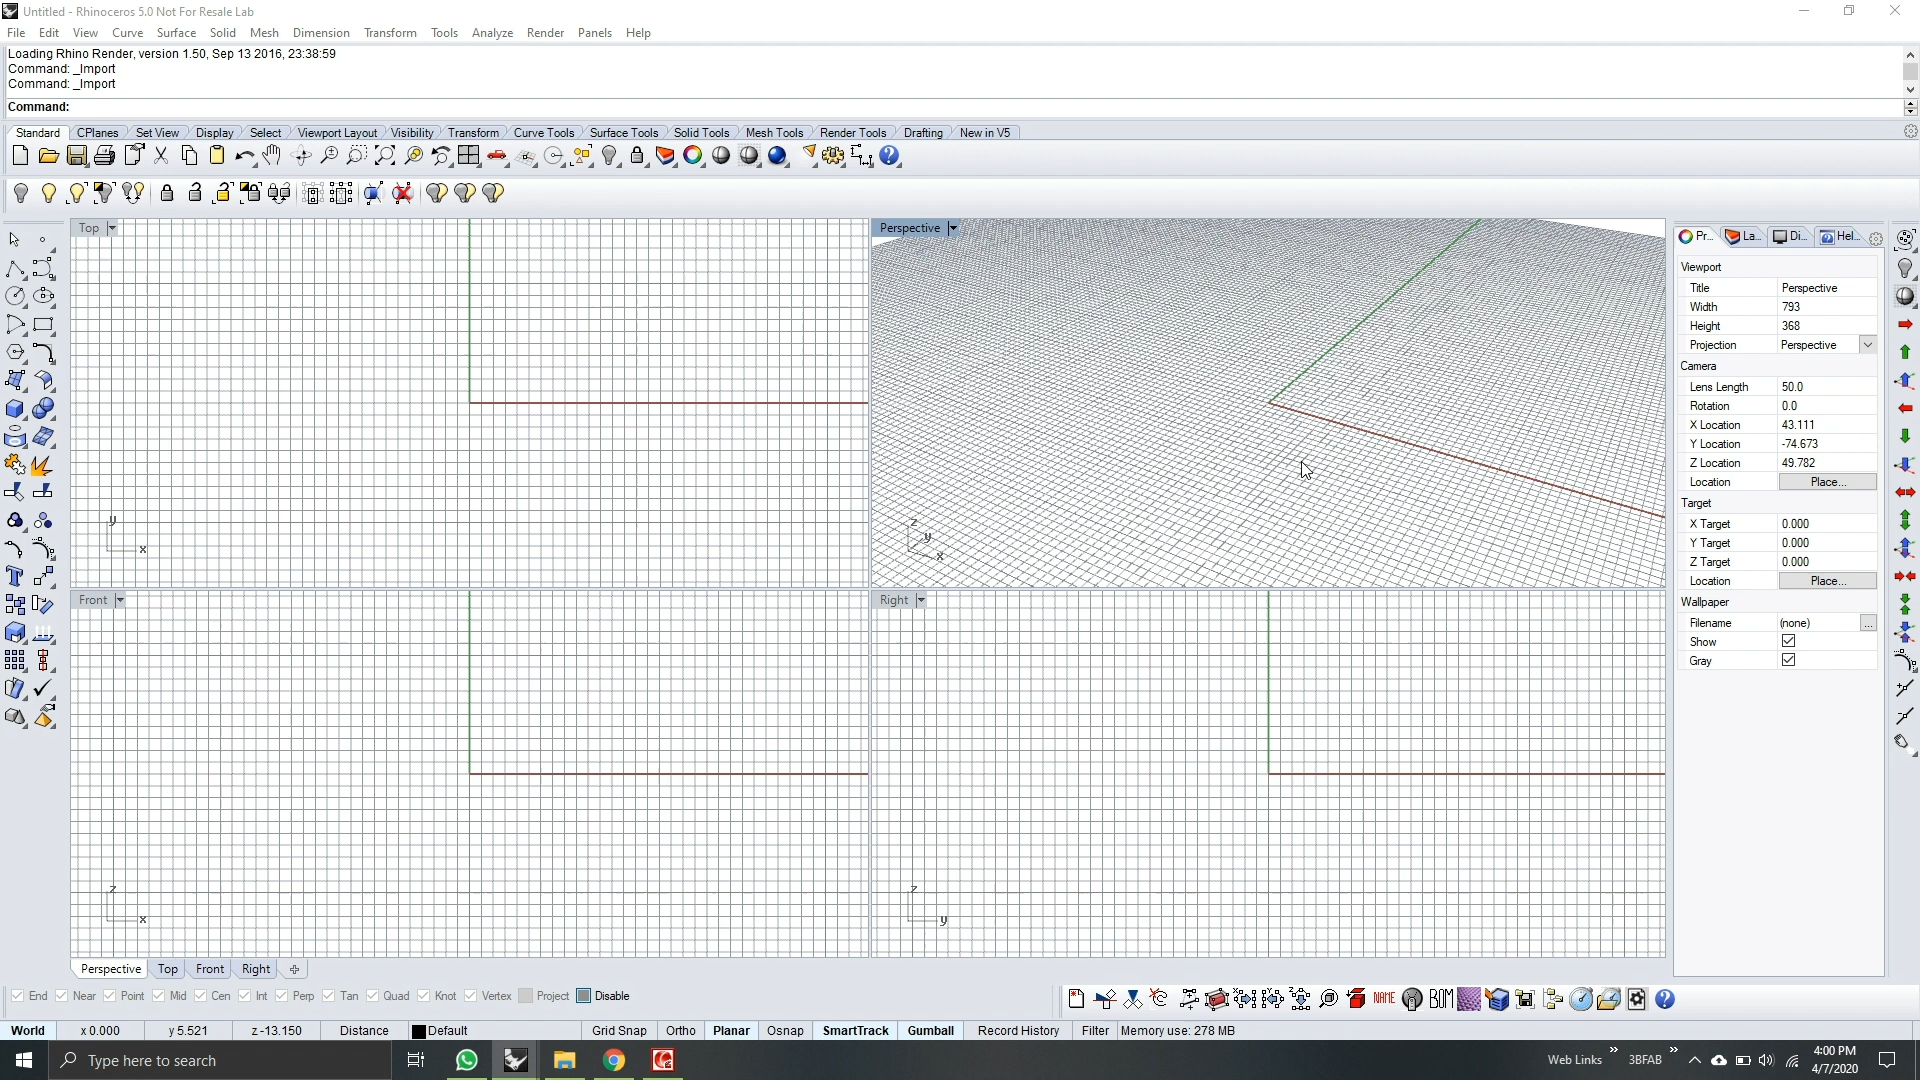 Untitled - Rhinoceros 5.0 Not For Resale Lab
File Edit View Curve Surface Solid Mesh Dimension Transform Tools Analyze Render Panels Help
Loading Rhino Render, version 1.50, Sep 13 2016, 23:38:59
Command: _Import
Command: _Import
Command:
Standard CPlanes Set View Display Select Viewport Layout Visibility Transform Curve Tools Surface Tools Solid Tools Mesh Tools Render Tools Drafting New in V5
Top
Perspective
Pr... La... Di... Hel...
Viewport
Title Perspective
Width 793
Height 368
Projection Perspective
Camera
Lens Length 50.0
Rotation 0.0
X Location 43.111
Y Location -74.673
Z Location 49.782
Location Place...
Target
X Target 0.000
Y Target 0.000
Z Target 0.000
Location Place...
Wallpaper
Filename (none) ...
Show
Gray
y
x
z
y
x
Front
Right
z
x
z
y
Perspective Top Front Right
End Near Point Mid Cen Int Perp Tan Quad Knot Vertex Project Disable
NAME BOM
World x 0.000 y 5.521 z -13.150 Distance Default Grid Snap Ortho Planar Osnap SmartTrack Gumball Record History Filter Memory use: 278 MB
Type here to search
Web Links » 3BFAB »
4:00 PM
4/7/2020